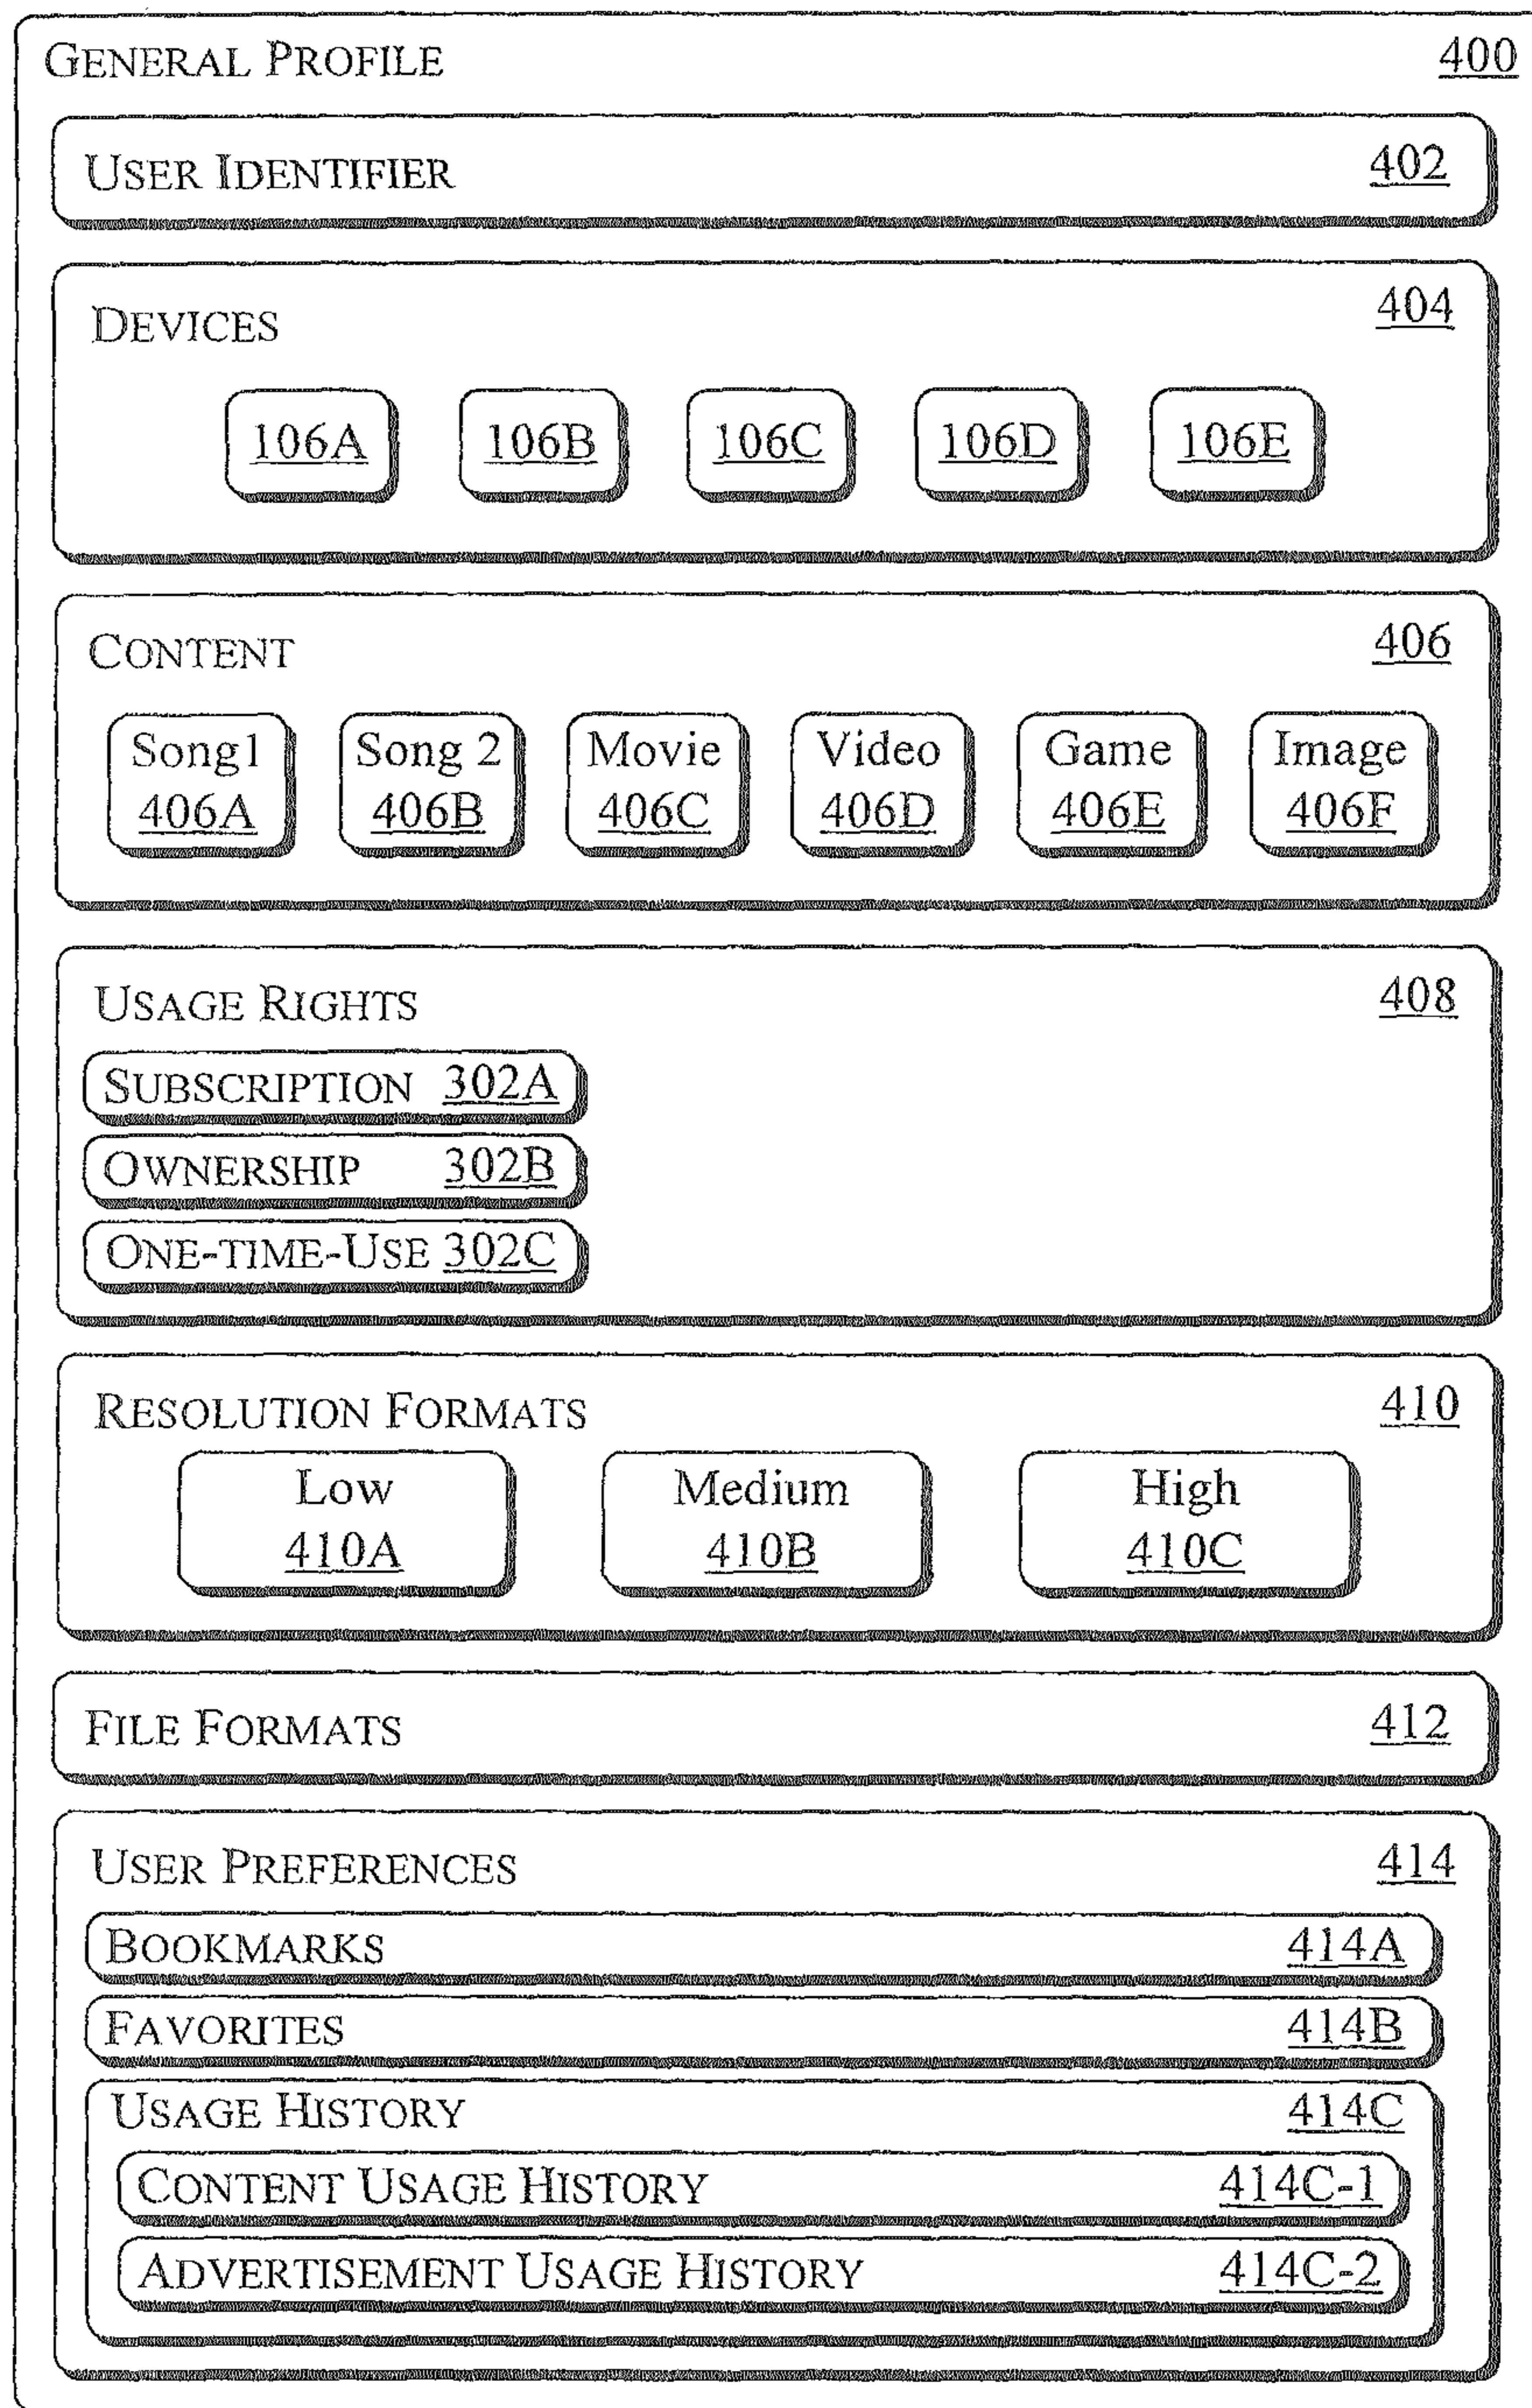 GENERAL PROFILE 400
USER IDENTIFIER 402
DEVICES 404
106A 106B 106C 106D 106E
CONTENT 406
Song1 Song 2 Movie Video Game Image
406A 406B 406C 406D 406E 406F
USAGE RIGHTS 408
SUBSCRIPTION 302A
OWNERSHIP 302B
ONE-TIME-USE 302C
RESOLUTION FORMATS 410
Low Medium High
410A 410B 410C
FILE FORMATS 412
USER PREFERENCES 414
BOOKMARKS 414A
FAVORITES 414B
USAGE HISTORY 414C
CONTENT USAGE HISTORY 414C-1
ADVERTISEMENT USAGE HISTORY 414C-2